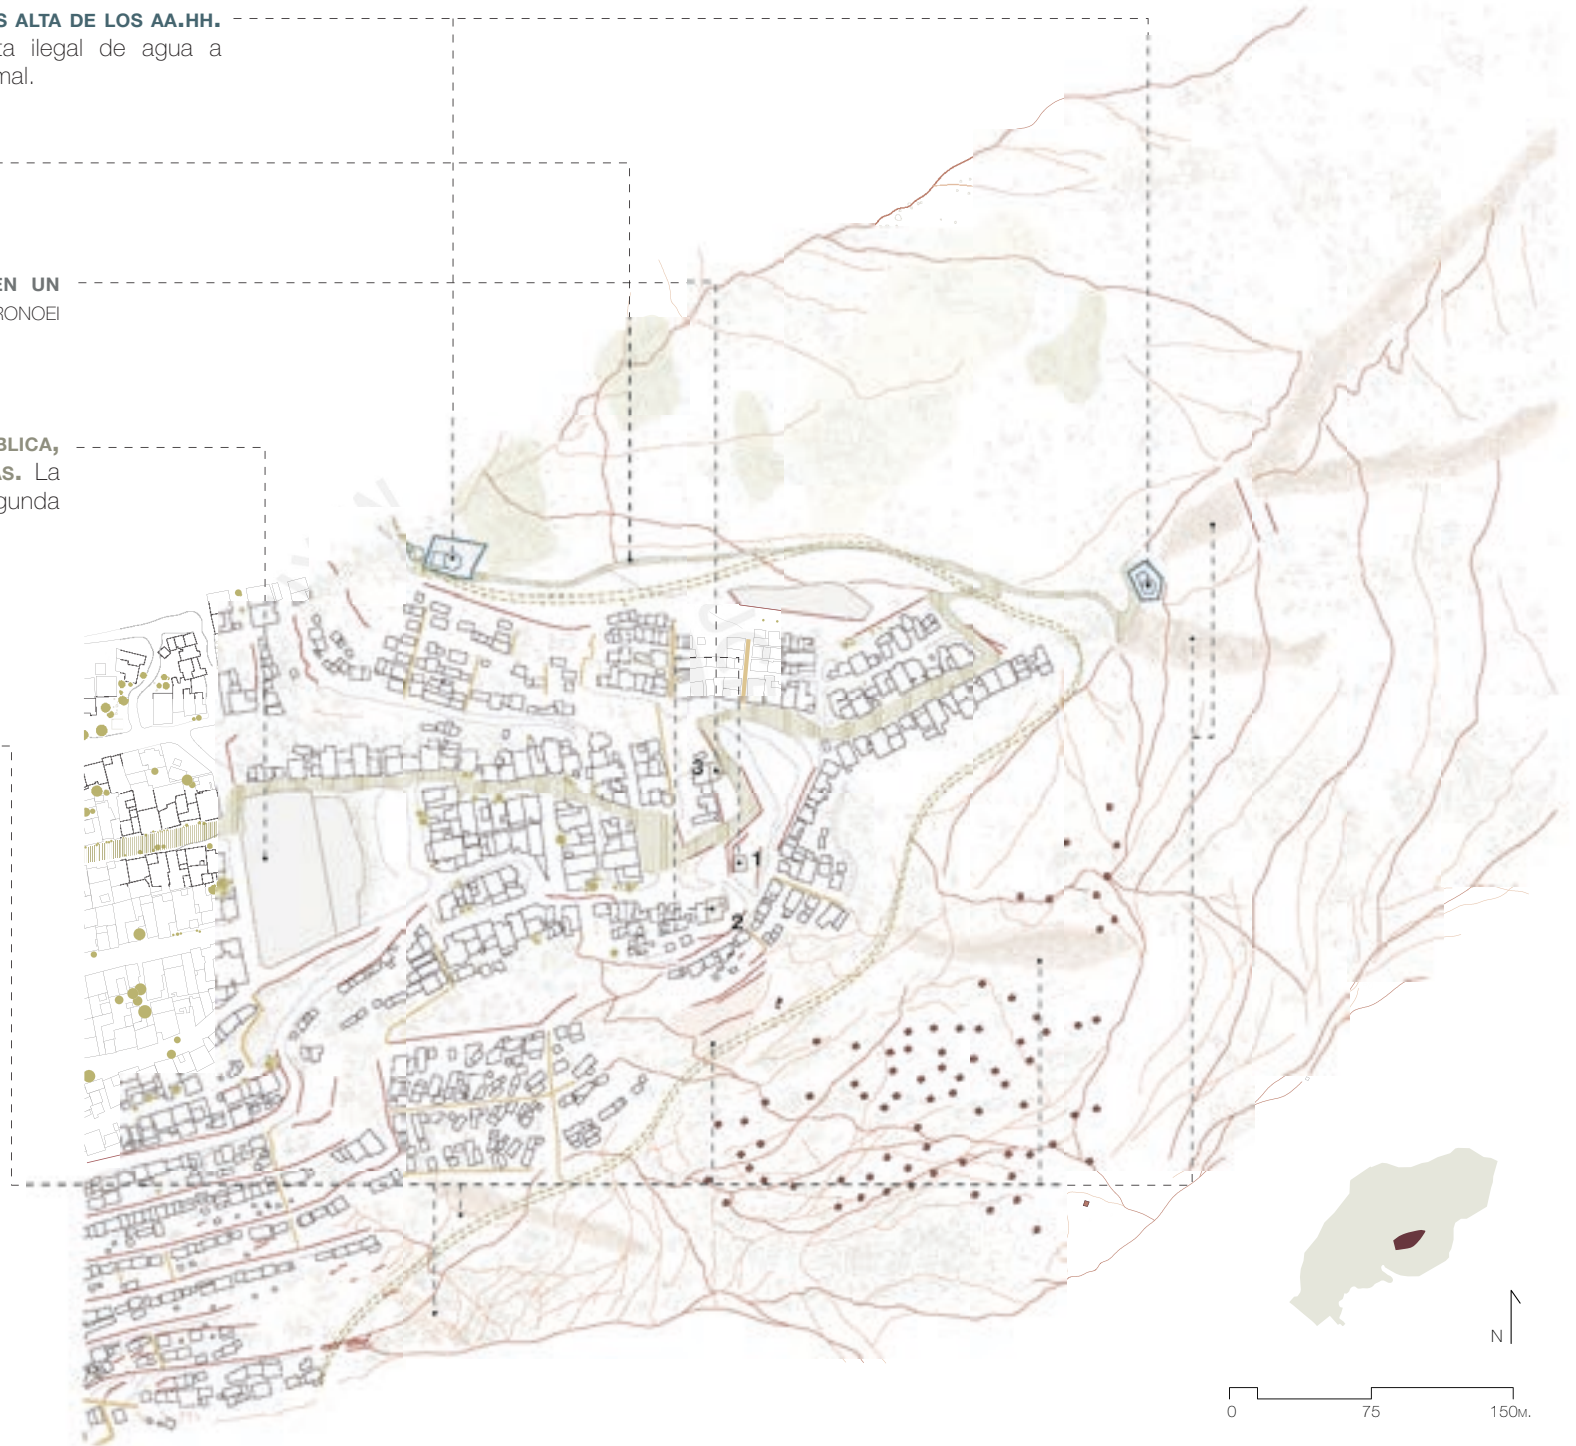 S ALTA DE LOS AA.HH.
ta ilegal de agua a
mal.
EN UN
RONOEI
BLICA,
AS. La
gunda
3
1
2
N
0 75 150M.